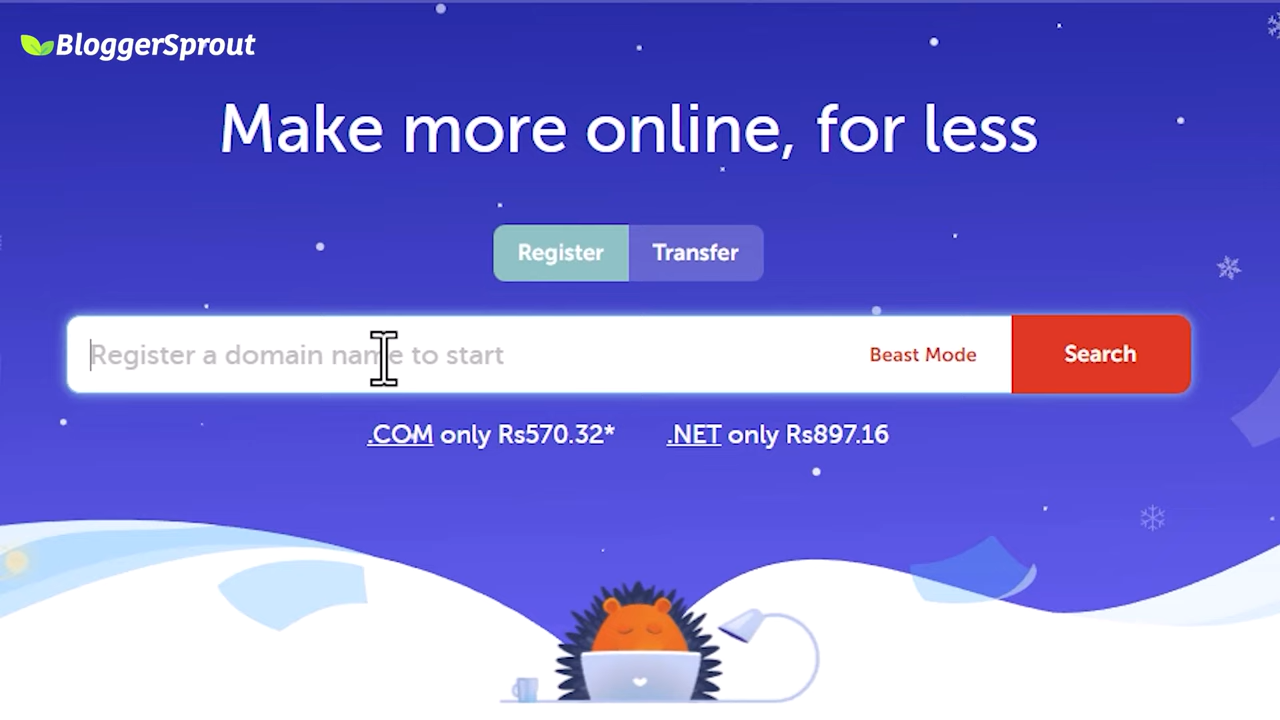 BloggerSprout
Make more online, for less
Register Transfer
Register a domain name to start Beast Mode Search
.COM only Rs570.32* .NET only Rs897.16